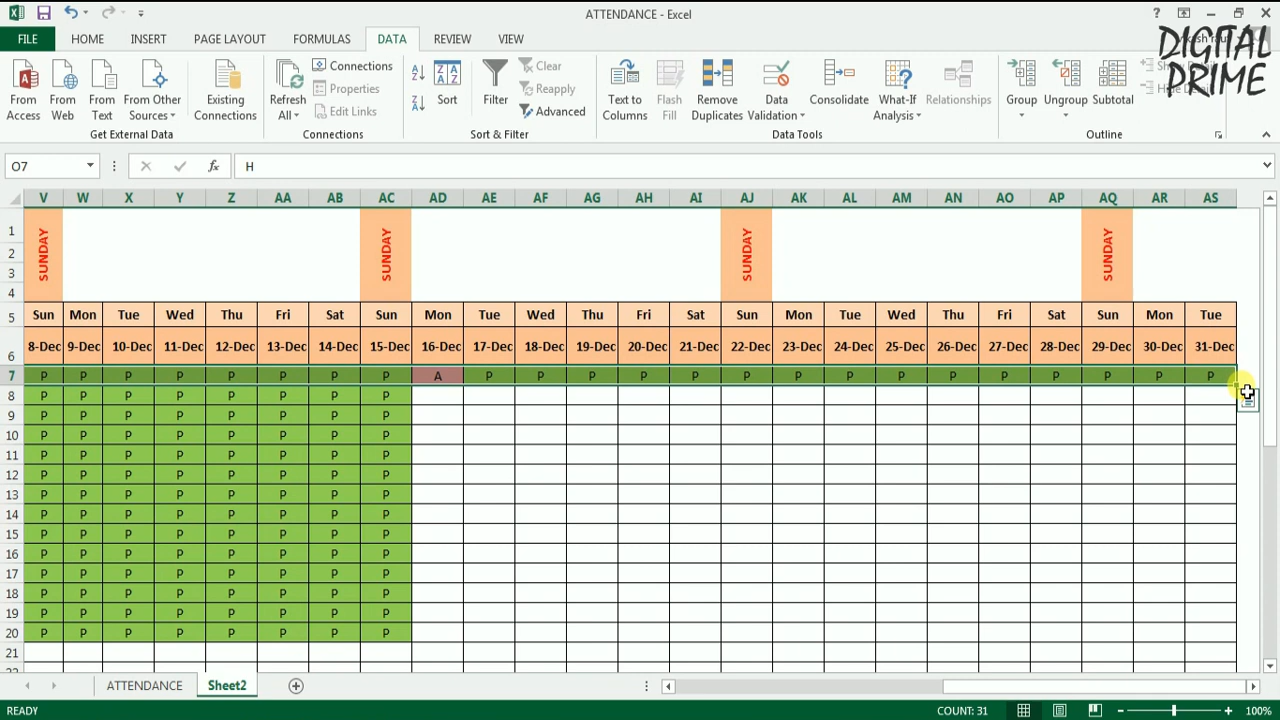 ATTENDANCE - Excel
DIGITAL PRIME
FILE HOME INSERT PAGE LAYOUT FORMULAS DATA REVIEW VIEW
From Access
From Web
From Text
From Other Sources
Existing Connections
Get External Data
Refresh All
Connections
Properties
Edit Links
Connections
Sort
Filter
Clear
Reapply
Advanced
Sort & Filter
Text to Columns
Flash Fill
Remove Duplicates
Data Validation
Consolidate
What-If Analysis
Relationships
Data Tools
Group
Ungroup
Subtotal
Outline
O7 fx H
V W X Y Z AA AB AC AD AE AF AG AH AI AJ AK AL AM AN AO AP AQ AR AS
1
2
3
4
SUNDAY SUNDAY SUNDAY SUNDAY
5 Sun Mon Tue Wed Thu Fri Sat Sun Mon Tue Wed Thu Fri Sat Sun Mon Tue Wed Thu Fri Sat Sun Mon Tue
6 8-Dec 9-Dec 10-Dec 11-Dec 12-Dec 13-Dec 14-Dec 15-Dec 16-Dec 17-Dec 18-Dec 19-Dec 20-Dec 21-Dec 22-Dec 23-Dec 24-Dec 25-Dec 26-Dec 27-Dec 28-Dec 29-Dec 30-Dec 31-Dec
7 P P P P P P P P A P P P P P P P P P P P P P P P
8 P P P P P P P P
9 P P P P P P P P
10 P P P P P P P P
11 P P P P P P P P
12 P P P P P P P P
13 P P P P P P P P
14 P P P P P P P P
15 P P P P P P P P
16 P P P P P P P P
17 P P P P P P P P
18 P P P P P P P P
19 P P P P P P P P
20 P P P P P P P P
21
ATTENDANCE Sheet2
READY COUNT: 31 100%